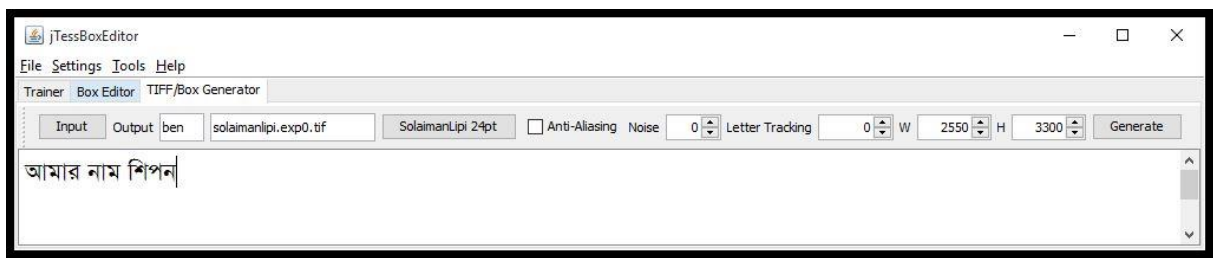 jTessBoxEditor
File Settings Tools Help
Trainer Box Editor TIFF/Box Generator
Input Output ben solaimanlipi.exp0.tif SolaimanLipi 24pt Anti-Aliasing Noise 0 Letter Tracking 0 W 2550 H 3300 Generate
আমার নাম শিপন